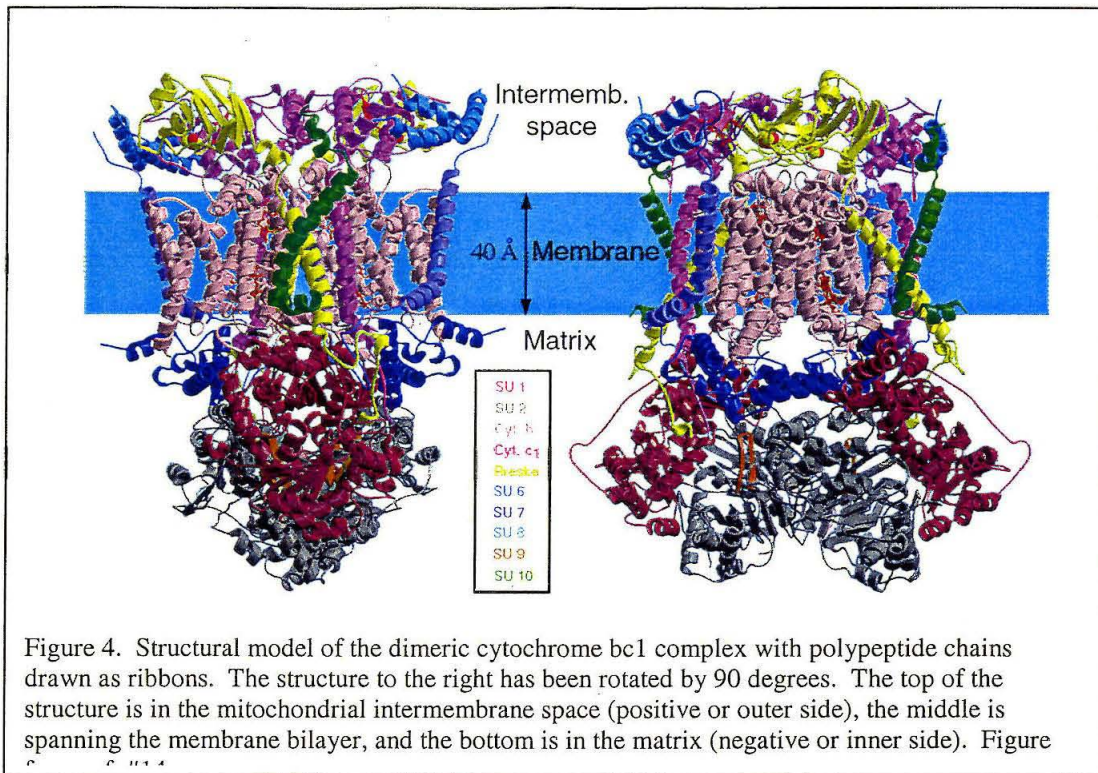 Intermemb.
space
40 Å Membrane
Matrix
SU 1
SU 2
Cyt. b
Cyt. c1
Rieske
SU 6
SU 7
SU 8
SU 9
SU 10
Figure 4. Structural model of the dimeric cytochrome bc1 complex with polypeptide chains
drawn as ribbons. The structure to the right has been rotated by 90 degrees. The top of the
structure is in the mitochondrial intermembrane space (positive or outer side), the middle is
spanning the membrane bilayer, and the bottom is in the matrix (negative or inner side). Figure